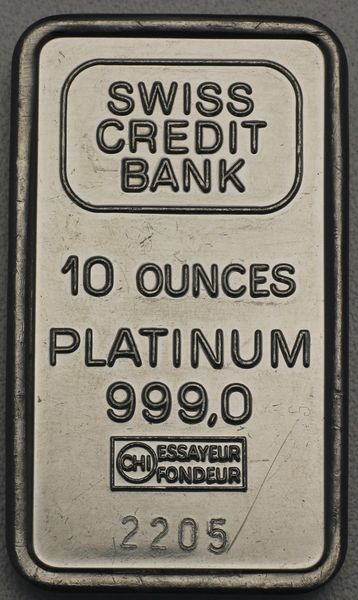 SWISS
CREDIT
BANK
10 OUNCES
PLATINUM
999,0
CHI ESSAYEUR
FONDEUR
2205